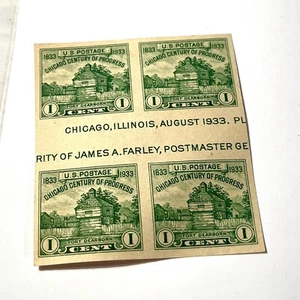 U.S. POSTAGE U.S. POSTAGE
1833 1933 1833 1933
CHICAGO CENTURY OF PROGRESS CHICAGO CENTURY OF PROGRESS
FORT DEARBORN FORT DEARBORN
1 CENT 1 1 CENT 1
CHICAGO, ILLINOIS, AUGUST 1933. PL
RITY OF JAMES A. FARLEY, POSTMASTER GE
U.S. POSTAGE U.S. POSTAGE
1833 1933 1833 1933
CHICAGO CENTURY OF PROGRESS CHICAGO CENTURY OF PROGRESS
FORT DEARBORN FORT DEARBORN
1 CENT 1 1 CENT 1